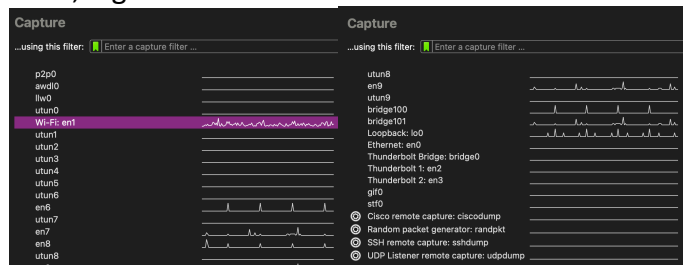 Capture
...using this filter: Enter a capture filter ...
p2p0
awdl0
llw0
utun0
Wi-Fi: en1
utun1
utun2
utun3
utun4
utun5
utun6
en6
utun7
en7
en8
utun8
Capture
...using this filter: Enter a capture filter ...
utun8
en9
utun9
bridge100
bridge101
Loopback: lo0
Ethernet: en0
Thunderbolt Bridge: bridge0
Thunderbolt 1: en2
Thunderbolt 2: en3
gif0
stf0
Cisco remote capture: ciscodump
Random packet generator: randpkt
SSH remote capture: sshdump
UDP Listener remote capture: udpdump